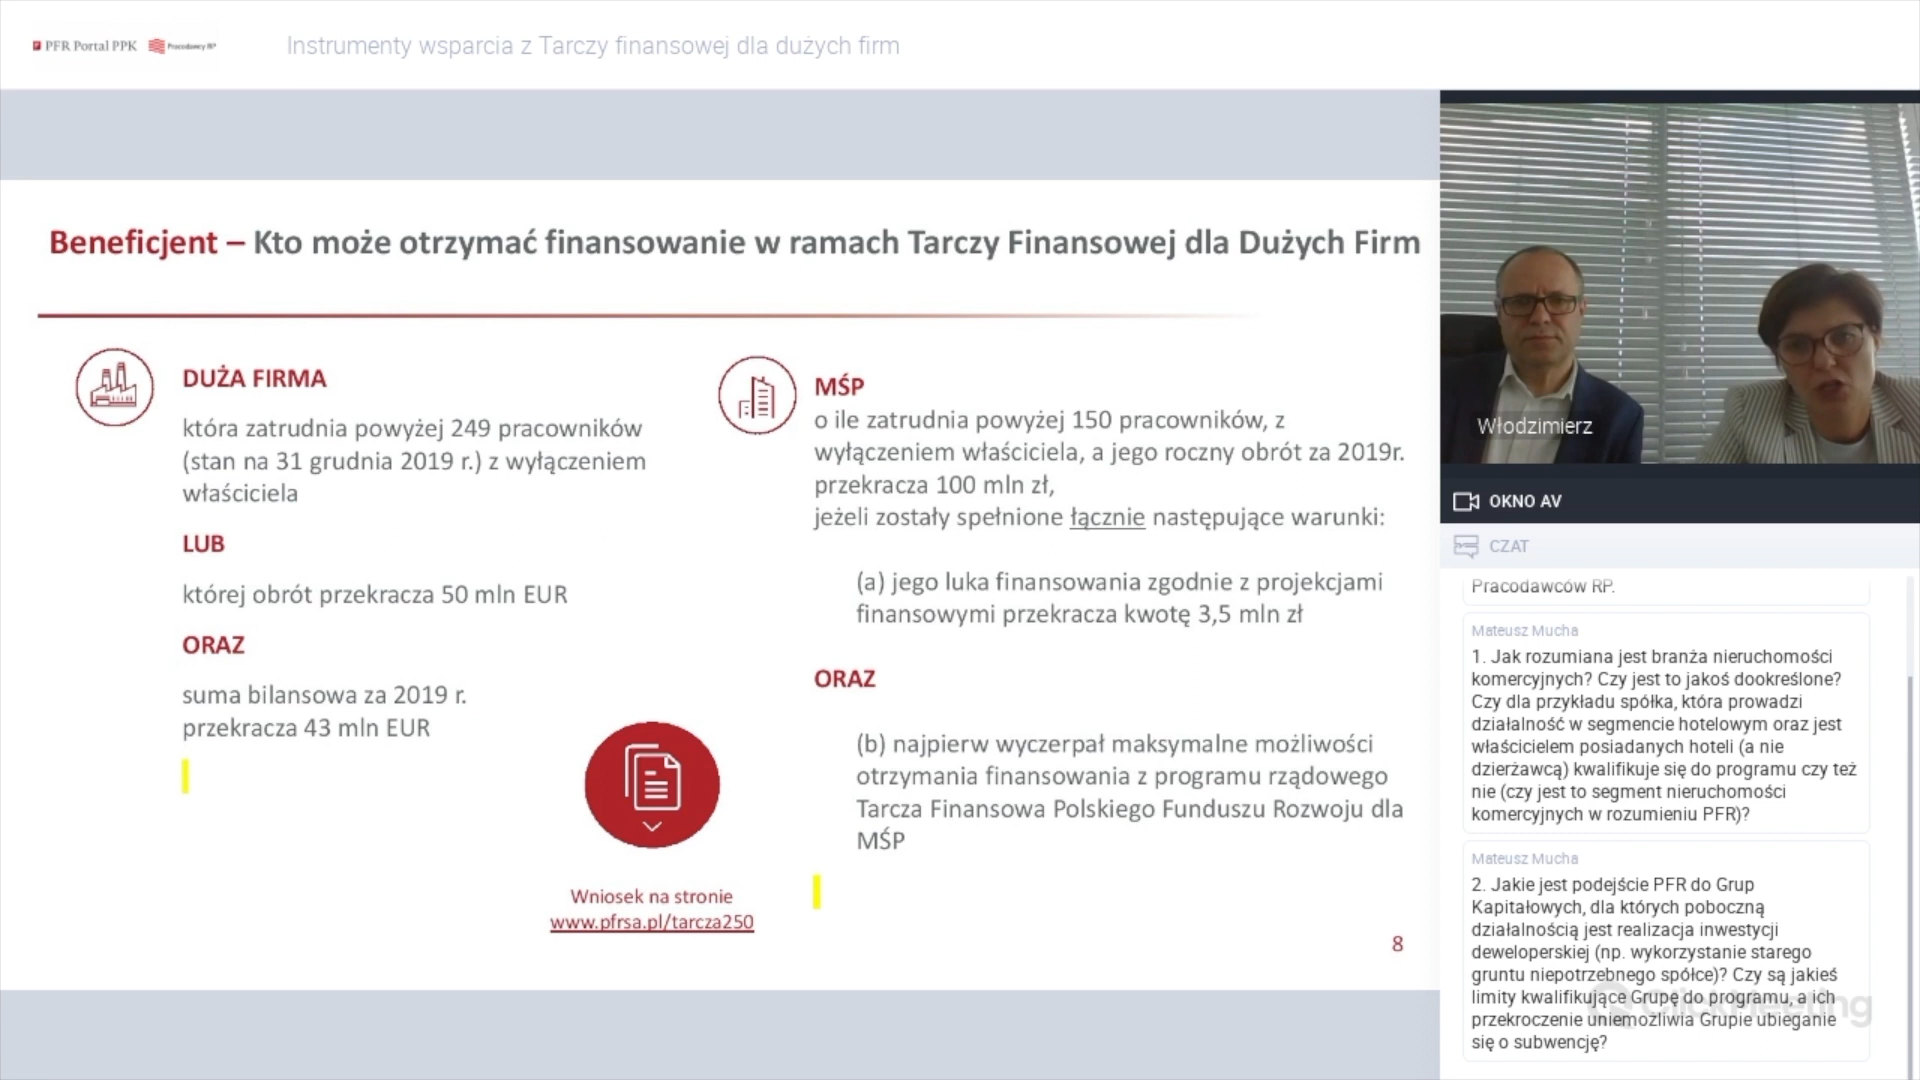 PFR Portal PPK
Pracodawcy RP
Instrumenty wsparcia z Tarczy finansowej dla dużych firm
Beneficjent – Kto może otrzymać finansowanie w ramach Tarczy Finansowej dla Dużych Firm
DUŻA FIRMA
która zatrudnia powyżej 249 pracowników
(stan na 31 grudnia 2019 r.) z wyłączeniem
właściciela
LUB
której obrót przekracza 50 mln EUR
ORAZ
suma bilansowa za 2019 r.
przekracza 43 mln EUR
Wniosek na stronie
www.pfrsa.pl/tarcza250
MŚP
o ile zatrudnia powyżej 150 pracowników, z
wyłączeniem właściciela, a jego roczny obrót za 2019r.
przekracza 100 mln zł,
jeżeli zostały spełnione łącznie następujące warunki:
(a) jego luka finansowania zgodnie z projekcjami
finansowymi przekracza kwotę 3,5 mln zł
ORAZ
(b) najpierw wyczerpał maksymalne możliwości
otrzymania finansowania z programu rządowego
Tarcza Finansowa Polskiego Funduszu Rozwoju dla
MŚP
8
Włodzimierz
OKNO AV
CZAT
Pracodawców RP.
Mateusz Mucha
1. Jak rozumiana jest branża nieruchomości
komercyjnych? Czy jest to jakoś dookreślone?
Czy dla przykładu spółka, która prowadzi
działalność w segmencie hotelowym oraz jest
właścicielem posiadanych hoteli (a nie
dzierżawcą) kwalifikuje się do programu czy też
nie (czy jest to segment nieruchomości
komercyjnych w rozumieniu PFR)?
Mateusz Mucha
2. Jakie jest podejście PFR do Grup
Kapitałowych, dla których poboczną
działalnością jest realizacja inwestycji
deweloperskiej (np. wykorzystanie starego
gruntu niepotrzebnego spółce)? Czy są jakieś
limity kwalifikujące Grupę do programu, a ich
przekroczenie uniemożliwia Grupie ubieganie
się o subwencję?
ClickMeeting